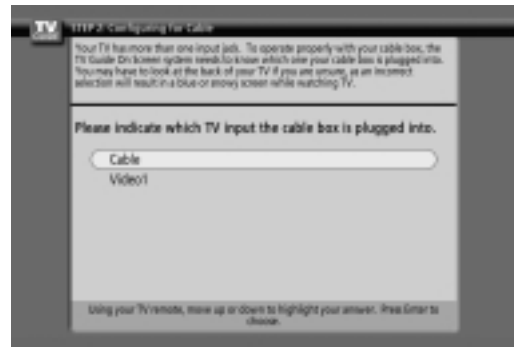 TV
GUIDE
STEP 2: Configuring for Cable
Your TV has more than one input jack. To operate properly with your cable box, the
TV Guide On Screen system needs to know which one your cable box is plugged into.
You may have to look at the back of your TV if you are unsure, as an incorrect
selection will result in a blue or snowy screen while watching TV.
Please indicate which TV input the cable box is plugged into.
Cable
Video1
Using your TV remote, move up or down to highlight your answer. Press Enter to
choose.